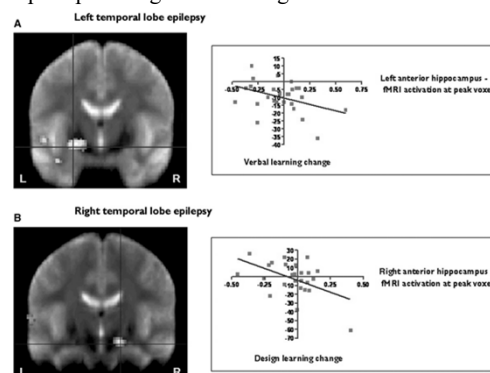 Left temporal lobe epilepsy
A
15
10
5
0
-0.50
-0.25
0.25
0.50
0.75
-5
-10
-15
-20
-25
-30
-35
-40
Left anterior hippocampus -
fMRI activation at peak voxe
Verbal learning change
L
R
Right temporal lobe epilepsy
B
30
20
10
0
-0.50
-0.25
0.25
0.50
-10
-20
-30
-40
-50
-60
-70
Right anterior hippocampus -
fMRI activation at peak voxe
Design learning change
L
R